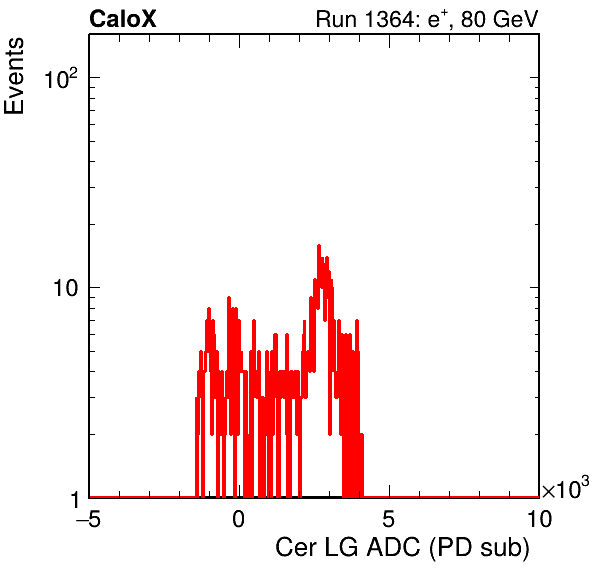 CaloX Run 1364: e⁺, 80 GeV
Events
10²
10
1
−5 0 5 10
×10³
Cer LG ADC (PD sub)